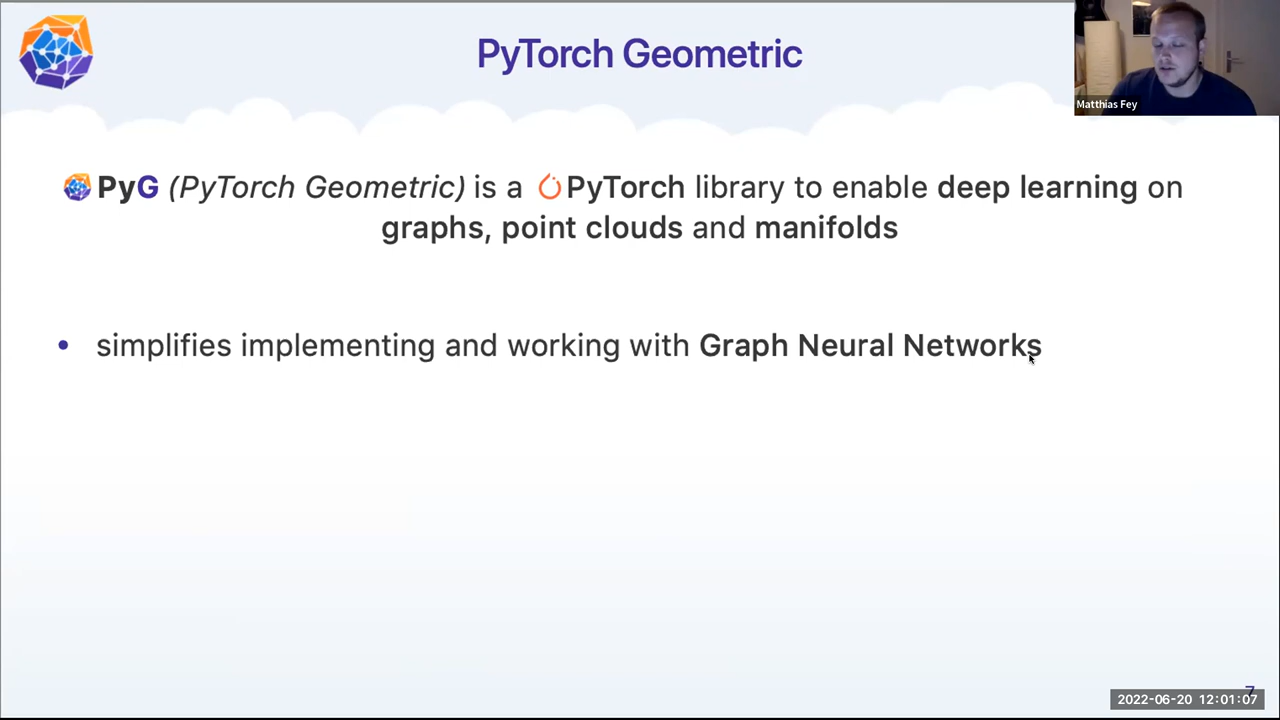 PyTorch Geometric
Matthias Fey
PyG (PyTorch Geometric) is a PyTorch library to enable deep learning on
graphs, point clouds and manifolds
• simplifies implementing and working with Graph Neural Networks
7
2022-06-20 12:01:07